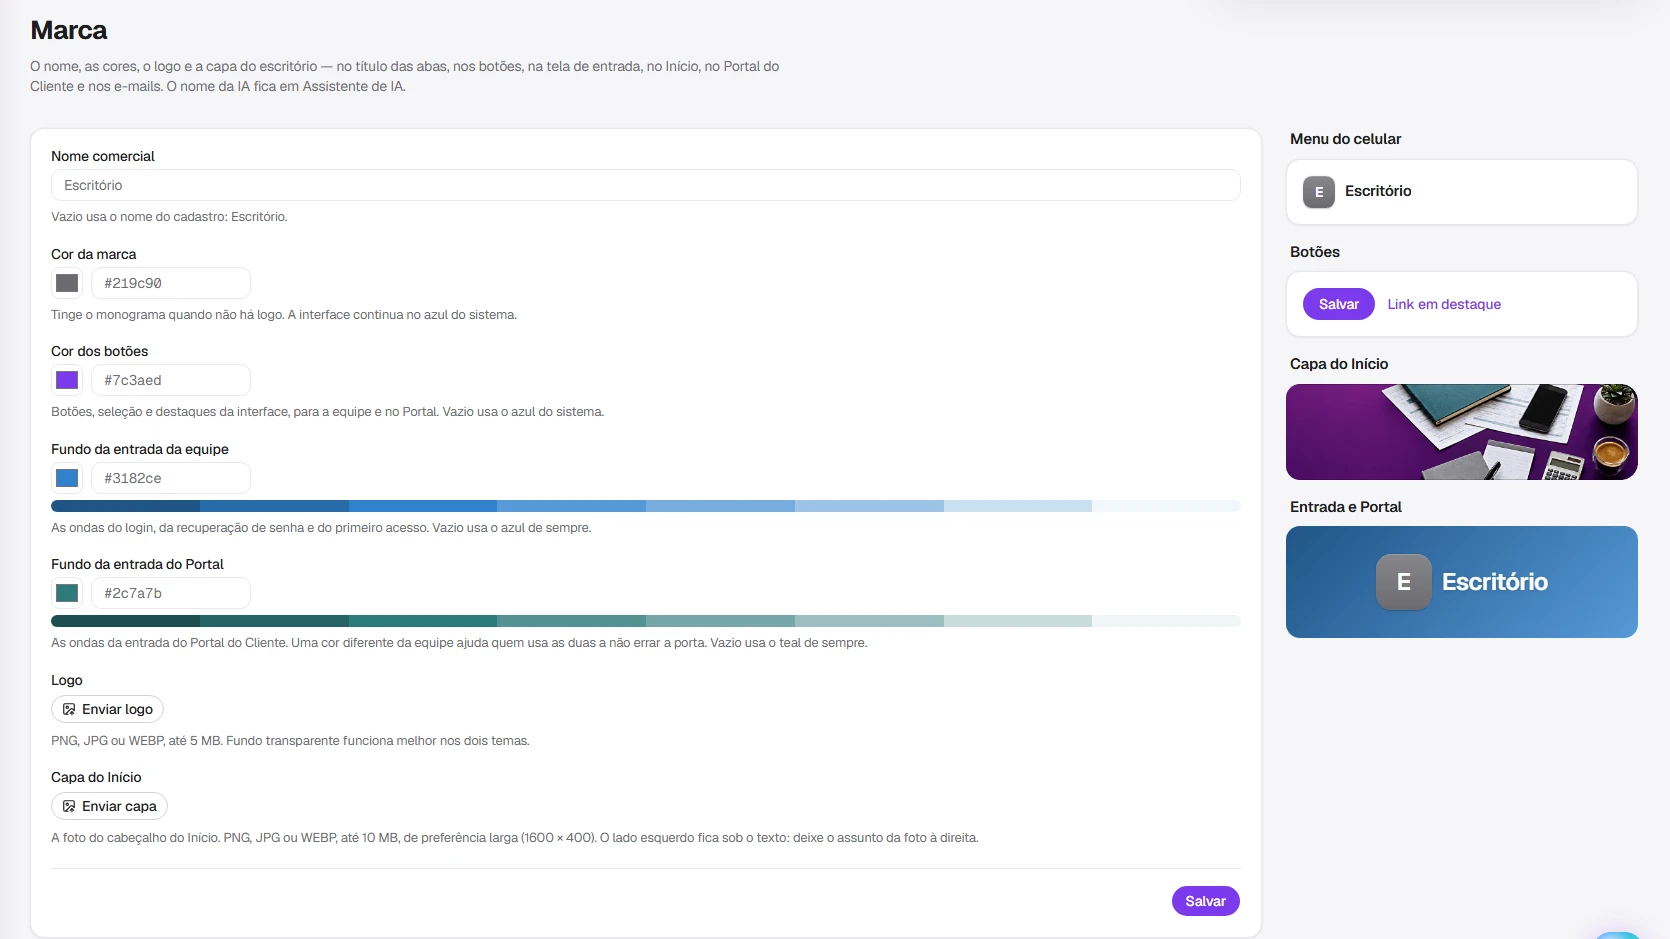 Marca
O nome, as cores, o logo e a capa do escritório — no título das abas, nos botões, na tela de entrada, no Início, no Portal do
Cliente e nos e-mails. O nome da IA fica em Assistente de IA.
Nome comercial
Escritório
Vazio usa o nome do cadastro: Escritório.
Cor da marca
#219c90
Tinge o monograma quando não há logo. A interface continua no azul do sistema.
Cor dos botões
#7c3aed
Botões, seleção e destaques da interface, para a equipe e no Portal. Vazio usa o azul do sistema.
Fundo da entrada da equipe
#3182ce
As ondas do login, da recuperação de senha e do primeiro acesso. Vazio usa o azul de sempre.
Fundo da entrada do Portal
#2c7a7b
As ondas da entrada do Portal do Cliente. Uma cor diferente da equipe ajuda quem usa as duas a não errar a porta. Vazio usa o teal de sempre.
Logo
Enviar logo
PNG, JPG ou WEBP, até 5 MB. Fundo transparente funciona melhor nos dois temas.
Capa do Início
Enviar capa
A foto do cabeçalho do Início. PNG, JPG ou WEBP, até 10 MB, de preferência larga (1600 × 400). O lado esquerdo fica sob o texto: deixe o assunto da foto à direita.
Salvar
Menu do celular
E Escritório
Botões
Salvar Link em destaque
Capa do Início
Entrada e Portal
E Escritório